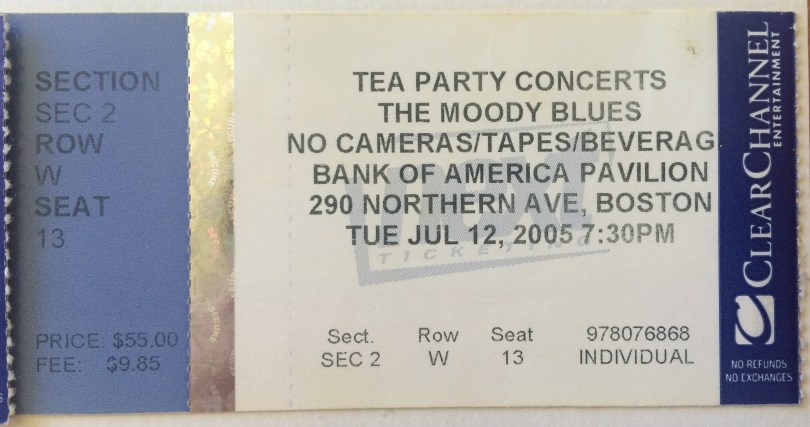 SECTION
SEC 2
ROW
W
SEAT
13
PRICE: $55.00
FEE: $9.85
TEA PARTY CONCERTS
THE MOODY BLUES
NO CAMERAS/TAPES/BEVERAG
BANK OF AMERICA PAVILION
290 NORTHERN AVE, BOSTON
TUE JUL 12, 2005 7:30PM
next
TICKETING
Sect. Row Seat 978076868
SEC 2 W 13 INDIVIDUAL
CLEARCHANNEL
ENTERTAINMENT
NO REFUNDS
NO EXCHANGES